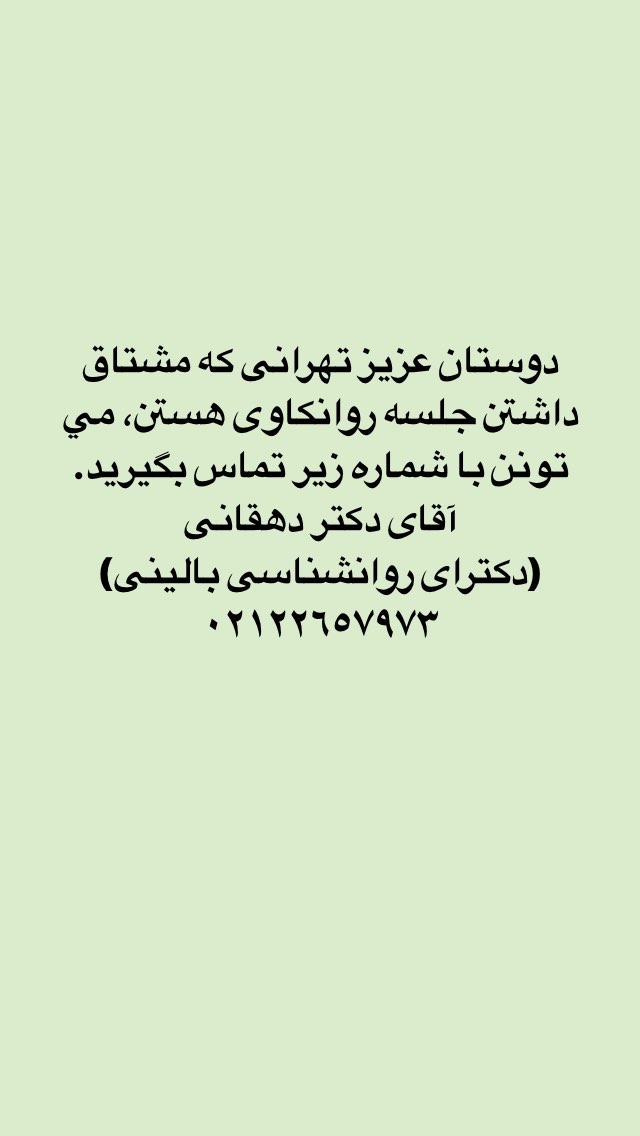 دوستان عزیز تهرانی که مشتاق
داشتن جلسه روانکاوی هستن، مي
تونن با شماره زیر تماس بگیرید.
آقای دکتر دهقانی
(دکترای روانشناسی بالینی)
٠٢١٢٢٦٥٧٩٧٣